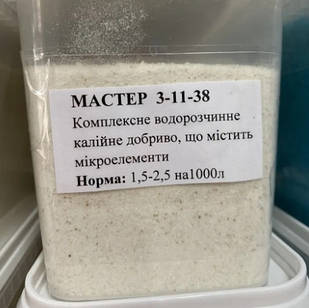 МАСТЕР 3-11-38
Комплексне водорозчинне
калійне добриво, що містить
мікроелементи
Норма: 1,5-2,5 на1000л